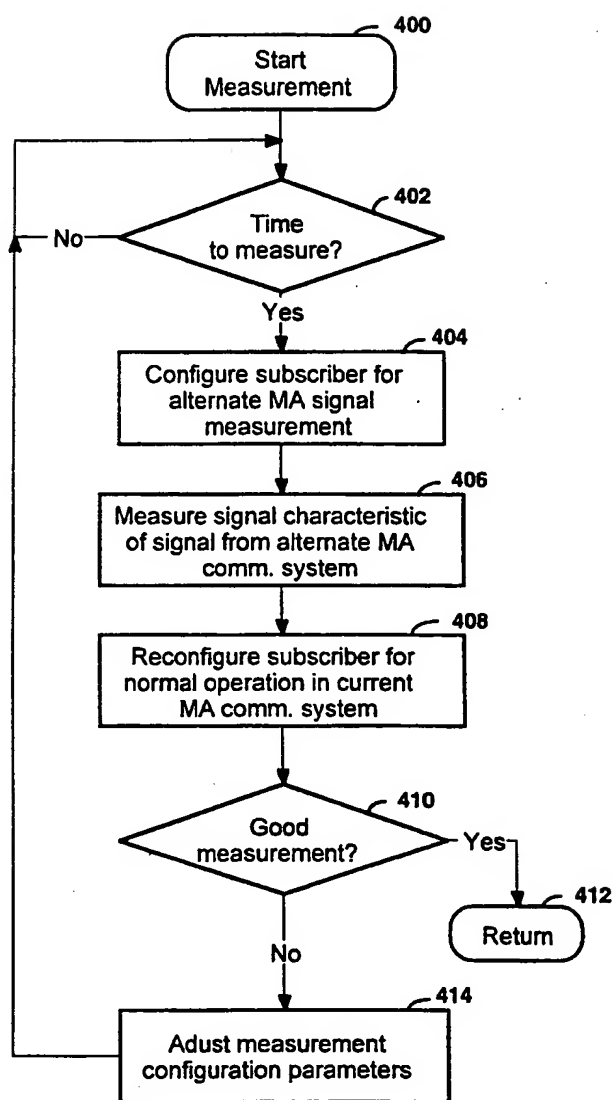 400
Start
Measurement
402
Time
to measure?
No
Yes
404
Configure subscriber for
alternate MA signal
measurement
406
Measure signal characteristic
of signal from alternate MA
comm. system
408
Reconfigure subscriber for
normal operation in current
MA comm. system
410
Good
measurement?
Yes
412
Return
No
414
Adust measurement
configuration parameters